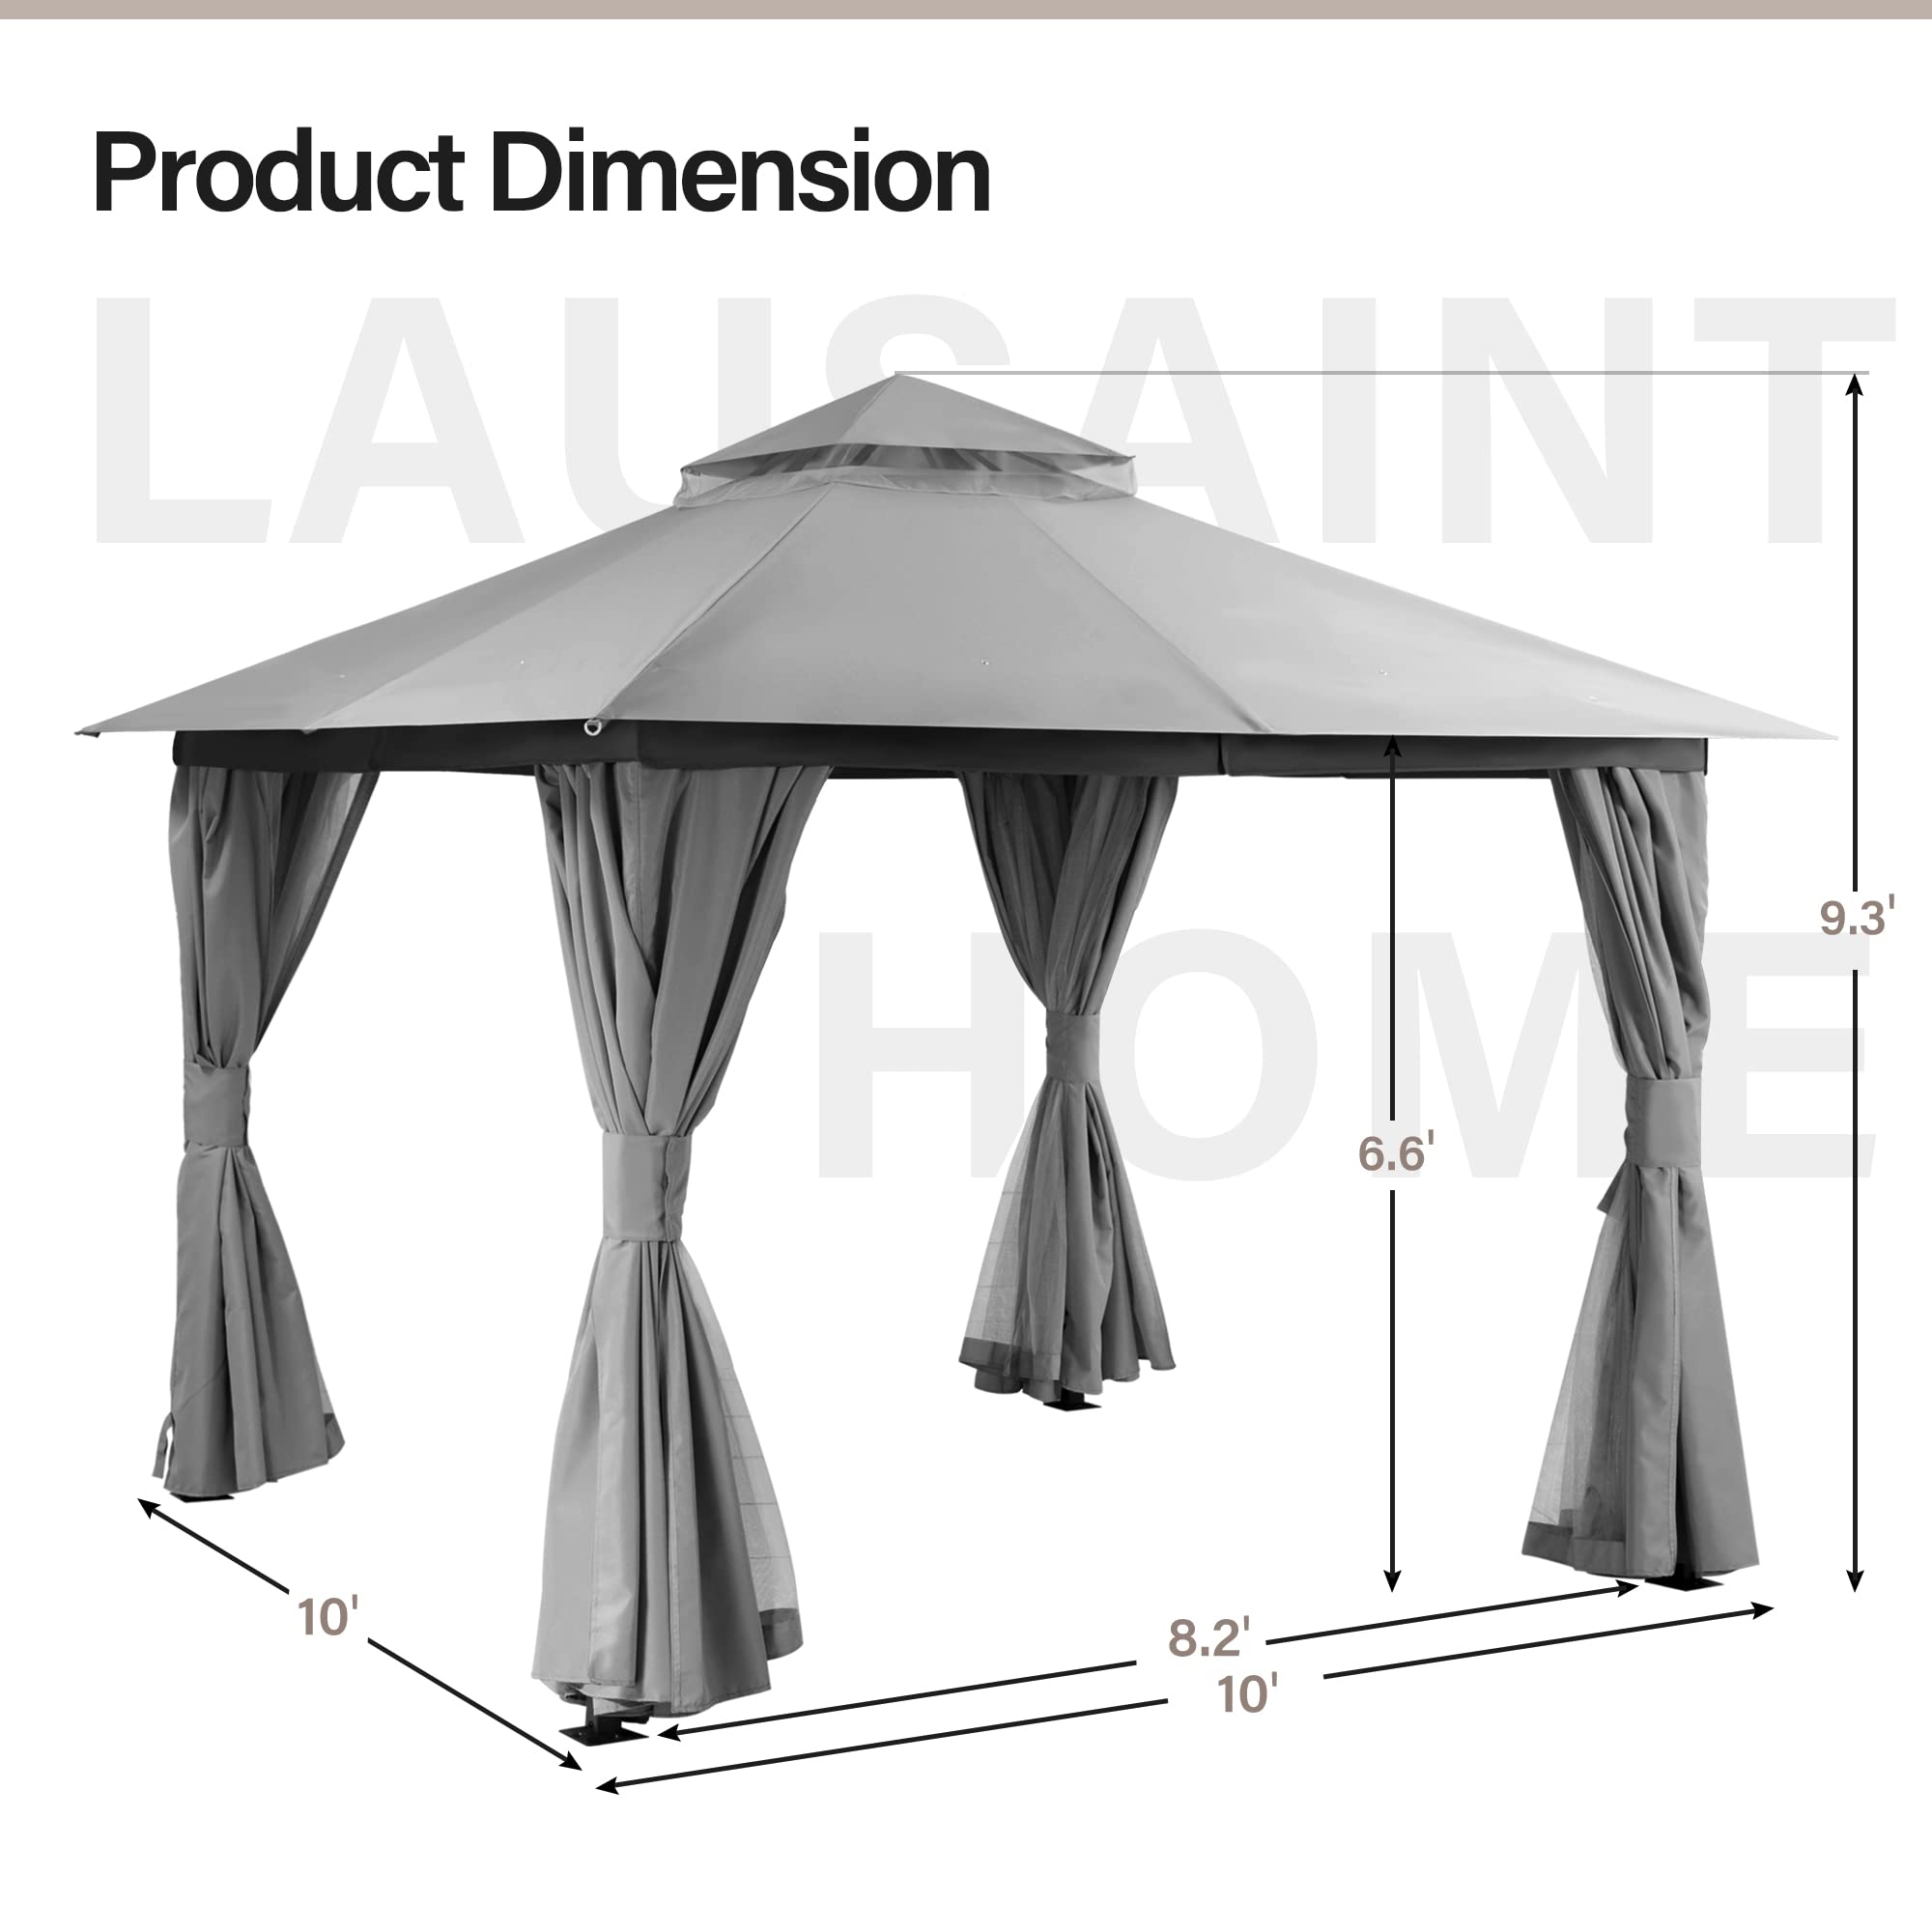 Product Dimension
LAUSAINT
HOME
9.3'
6.6'
10'
8.2'
10'